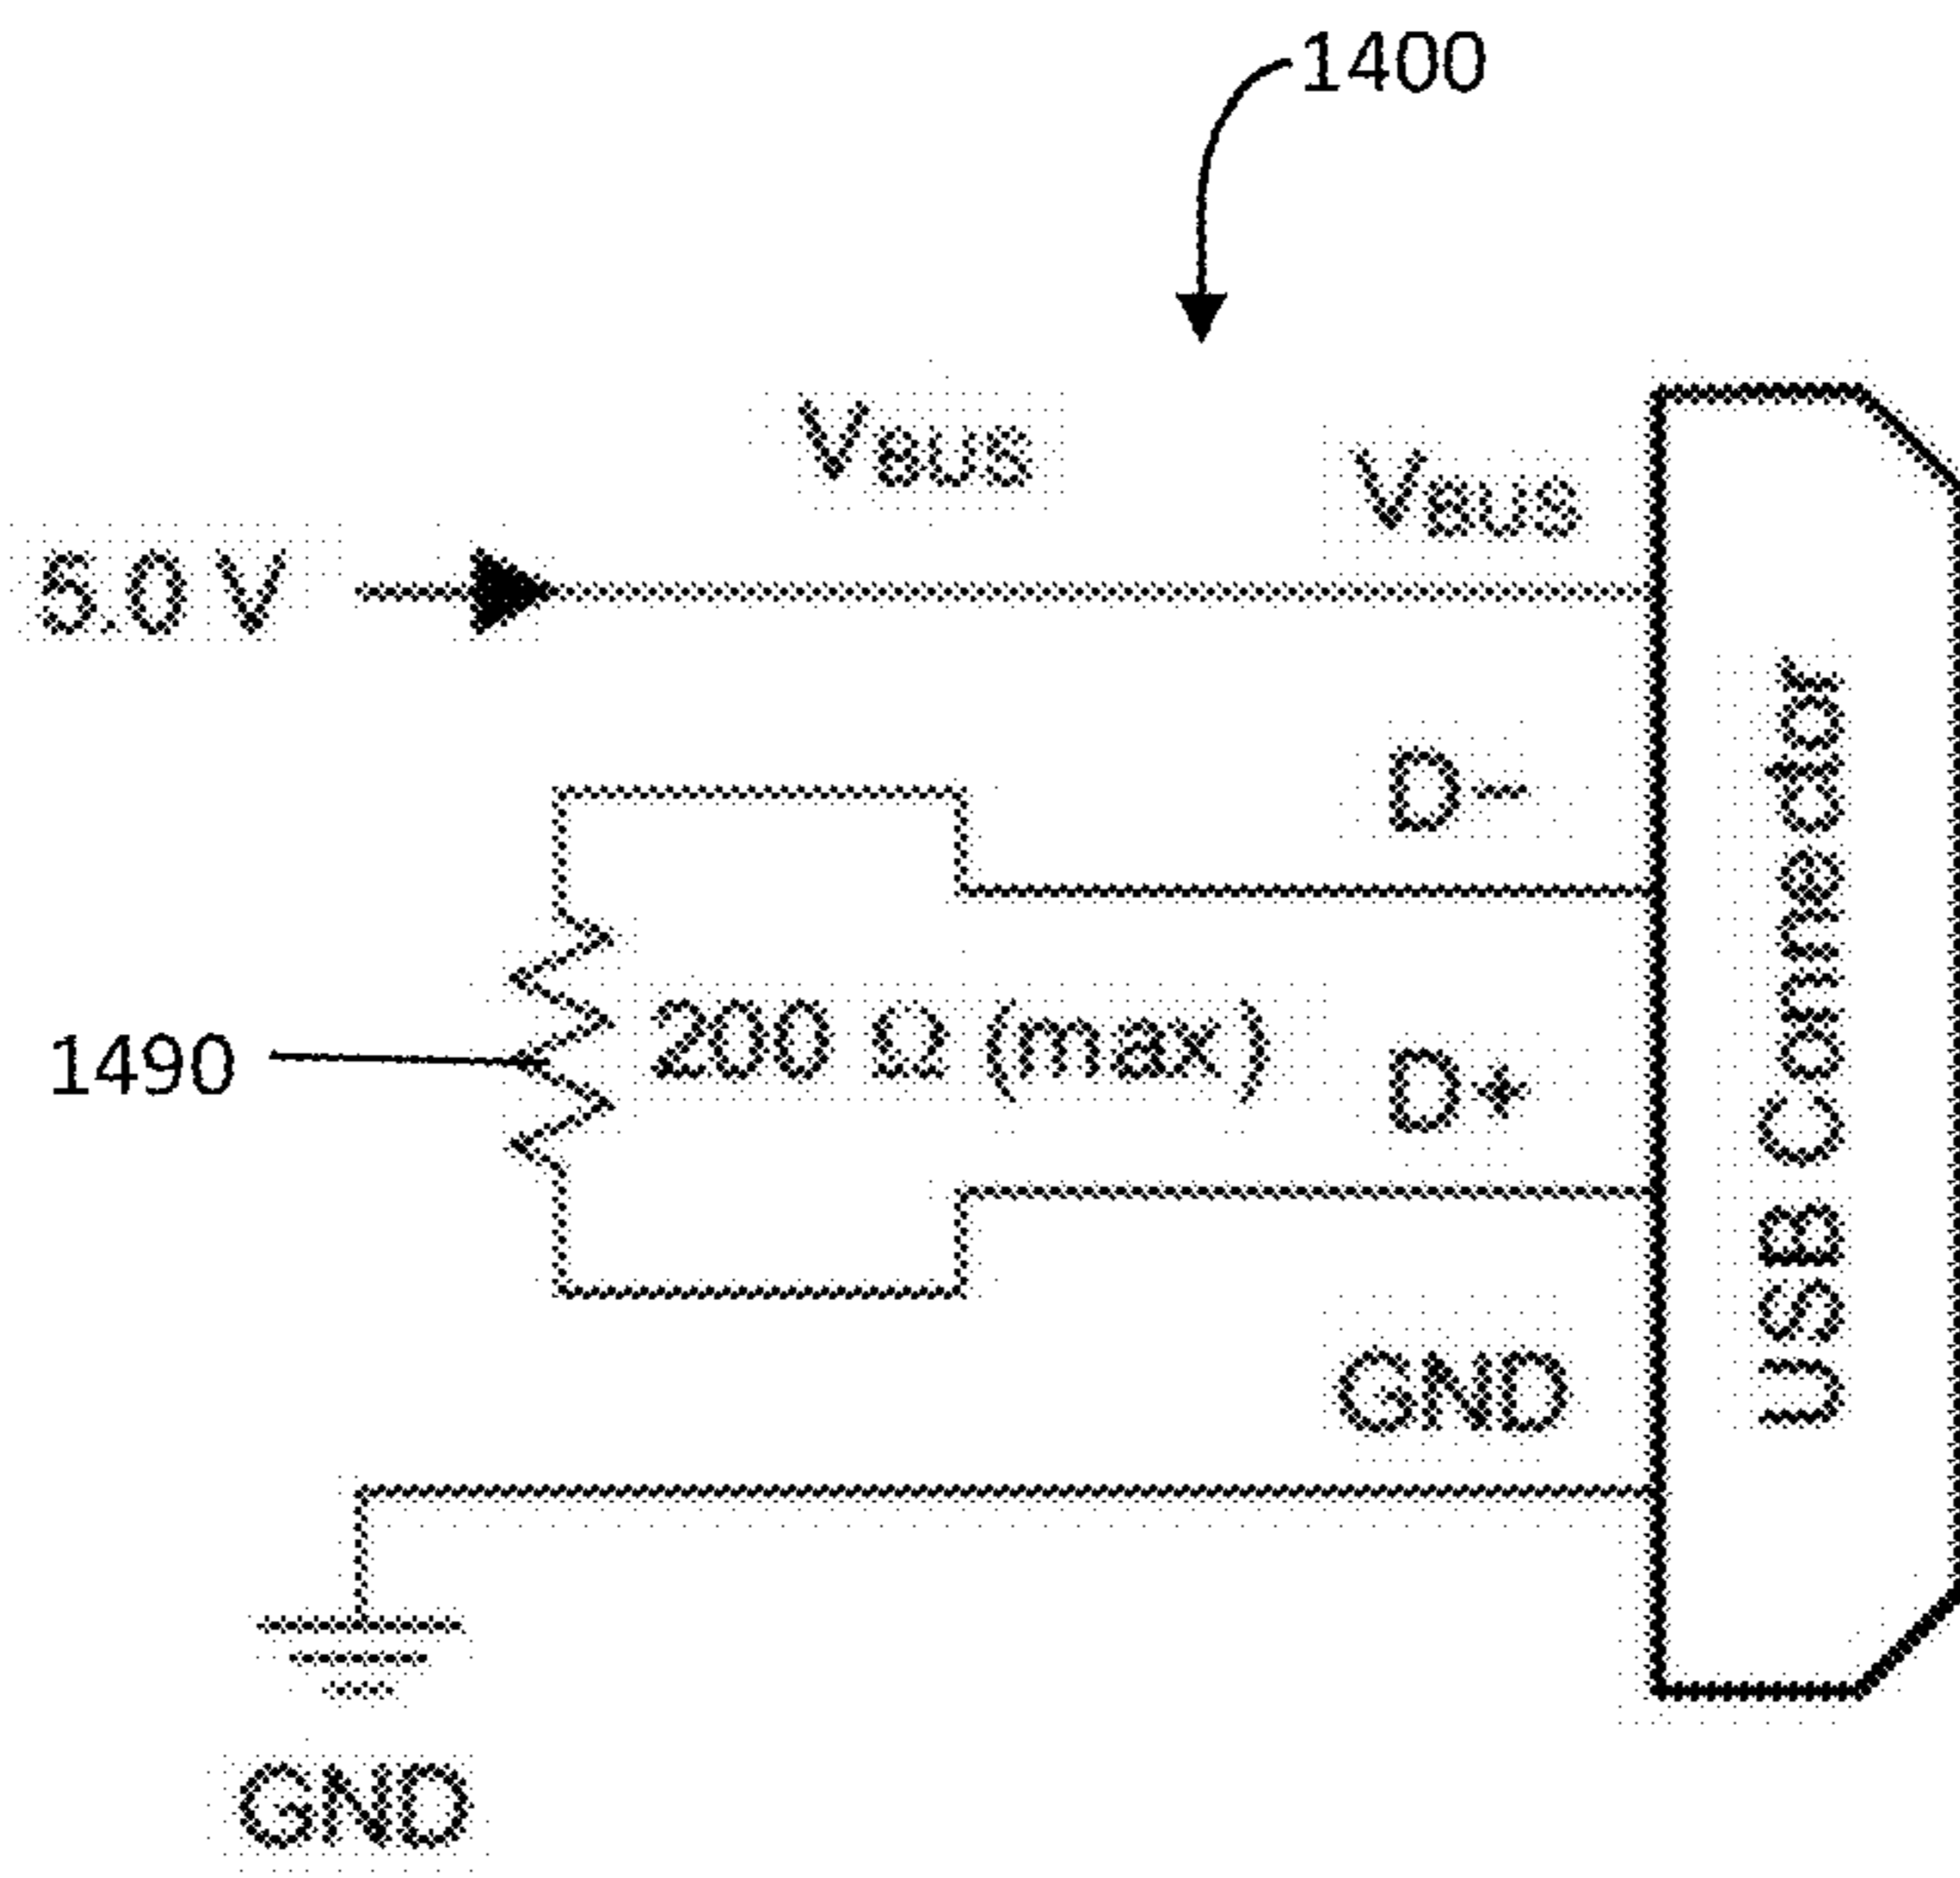 1400
VBUS
VBUS
5.0 V
D-
200 Ω (max)
1490
D+
USB Connector
GND
GND